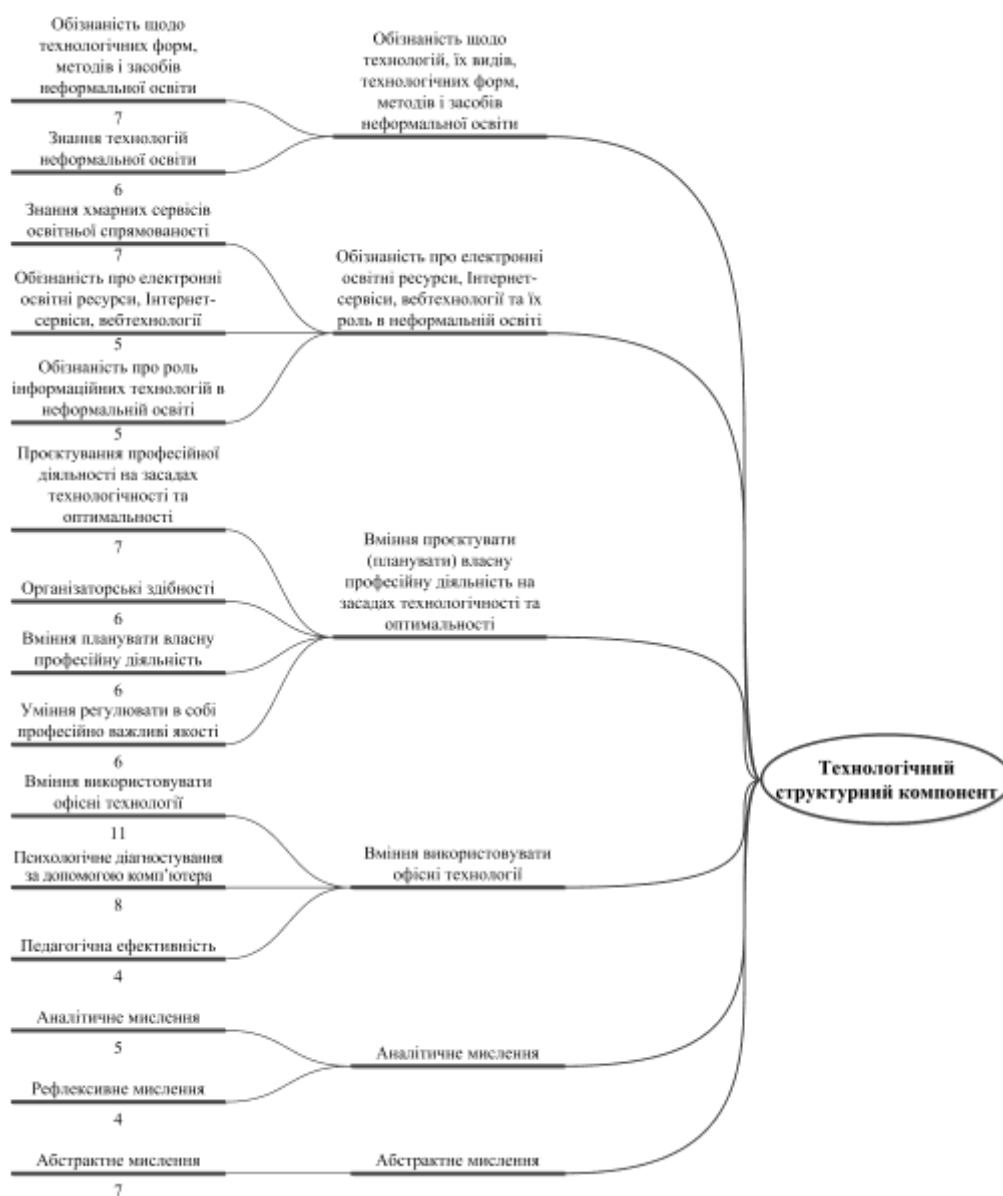 Обізнаність щодо
технологічних форм,
методів і засобів
неформальної освіти
7
Знання технологій
неформальної освіти
6
Обізнаність щодо
технологій, їх видів,
технологічних форм,
методів і засобів
неформальної освіти
Знання хмарних сервісів
освітньої спрямованості
7
Обізнаність про електронні
освітні ресурси, Інтернет-
сервіси, вебтехнології
5
Обізнаність про роль
інформаційних технологій в
неформальній освіті
5
Обізнаність про електронні
освітні ресурси, Інтернет-
сервіси, вебтехнології та їх
роль в неформальній освіті
Проєктування професійної
діяльності на засадах
технологічності та
оптимальності
7
Організаторські здібності
6
Вміння планувати власну
професійну діяльність
6
Уміння регулювати в собі
професійно важливі якості
6
Вміння проєктувати
(планувати) власну
професійну діяльність на
засадах технологічності та
оптимальності
Вміння використовувати
офісні технології
11
Психологічне діагностування
за допомогою комп’ютера
8
Педагогічна ефективність
4
Вміння використовувати
офісні технології
Аналітичне мислення
5
Рефлексивне мислення
4
Аналітичне мислення
Абстрактне мислення
7
Абстрактне мислення
Технологічний
структурний компонент